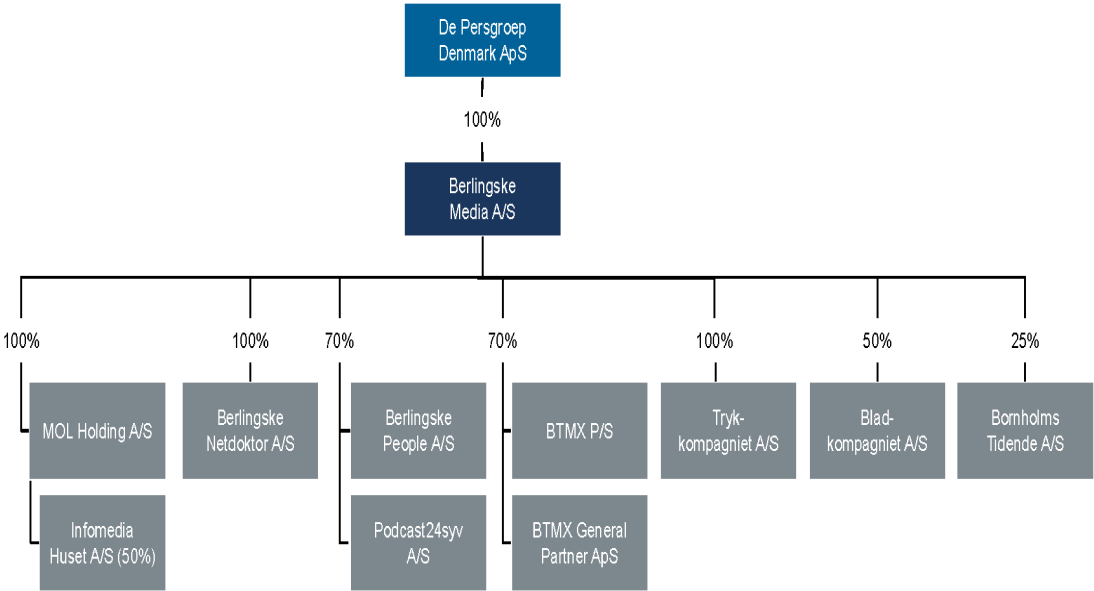 De Persgroep
Denmark ApS
100%
Berlingske
Media A/S
100%
100%
70%
70%
100%
50%
25%
MOL Holding A/S
Berlingske
Netdoktor A/S
Berlingske
People A/S
BTMX P/S
Tryk-
kompagniet A/S
Blad-
kompagniet A/S
Bornholms
Tidende A/S
Infomedia
Huset A/S (50%)
Podcast24syv
A/S
BTMX General
Partner ApS